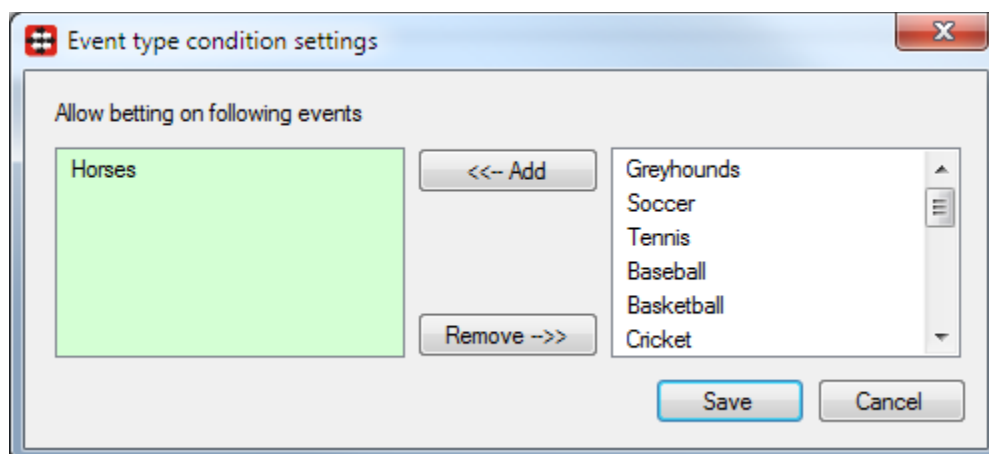 Event type condition settings
Allow betting on following events
Horses
<<-- Add
Remove -->>
Greyhounds
Soccer
Tennis
Baseball
Basketball
Cricket
Save
Cancel